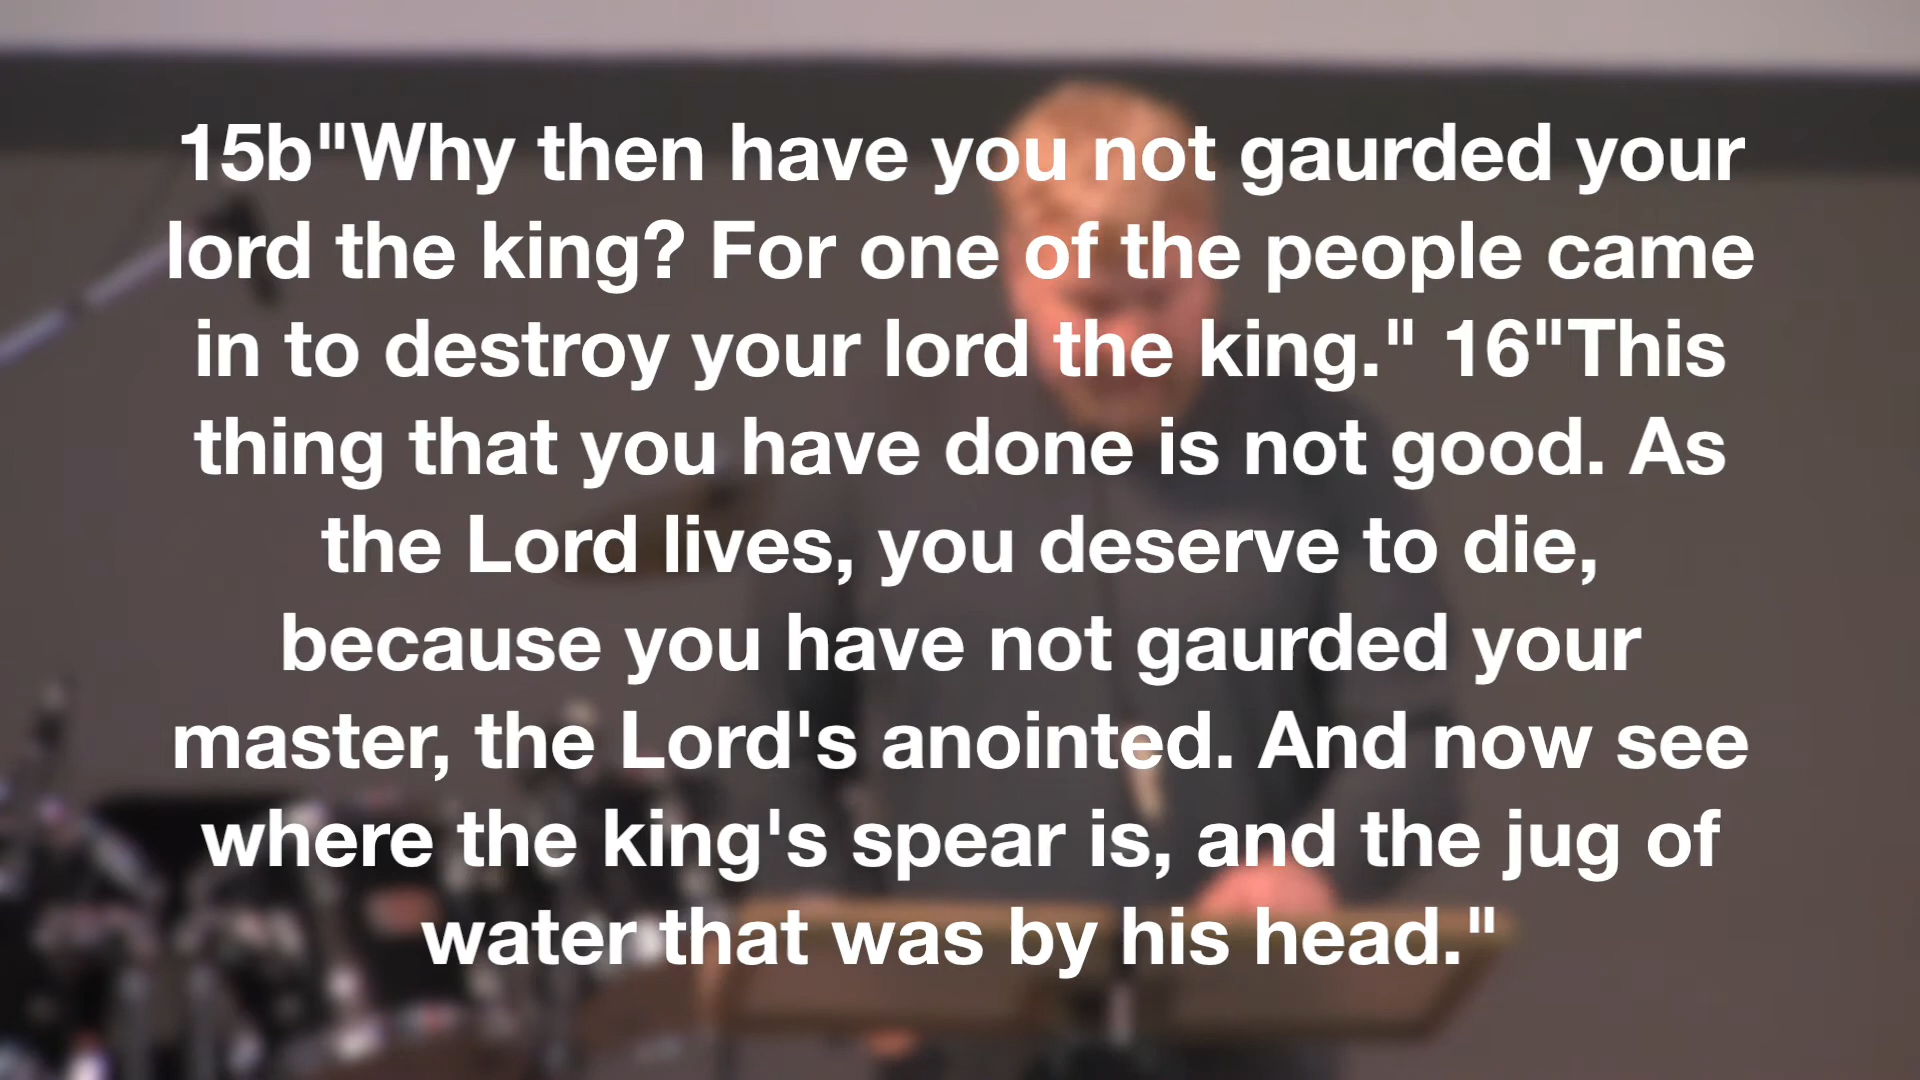 15b"Why then have you not gaurded your
lord the king? For one of the people came
in to destroy your lord the king." 16"This
thing that you have done is not good. As
the Lord lives, you deserve to die,
because you have not gaurded your
master, the Lord's anointed. And now see
where the king's spear is, and the jug of
water that was by his head."